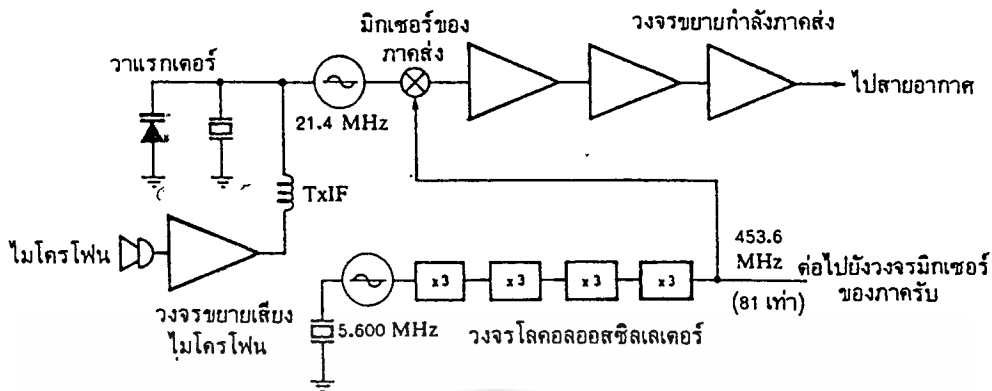 มิกเซอร์ของ
ภาคส่ง
วงจรขยายกำลังภาคส่ง
วาแรกเตอร์
ไปสายอากาศ
21.4 MHz
TxIF
ไมโครโฟน
453.6
MHz
(81 เท่า)
ต่อไปยังวงจรมิกเซอร์
ของภาครับ
x 3
x 3
x 3
x 3
วงจรขยายเสียง
ไมโครโฟน
5.600 MHz
วงจรโลคอลออสซิลเลเตอร์